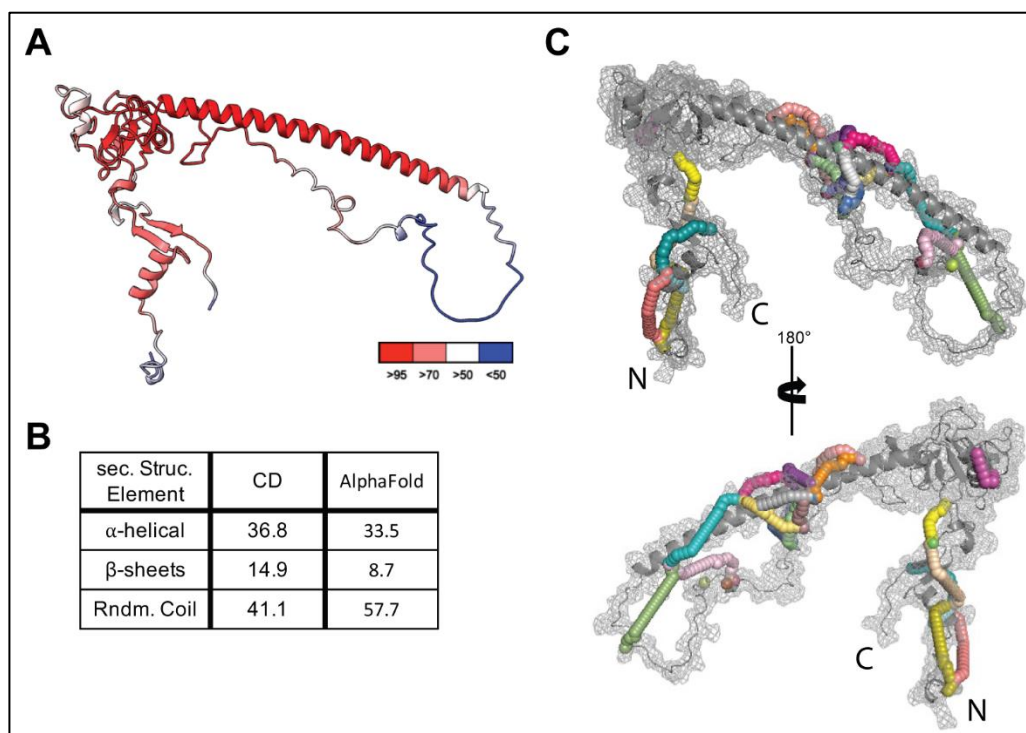 A
>95 >70 >50 <50
B
sec. Struc. Element CD AlphaFold
α-helical 36.8 33.5
β-sheets 14.9 8.7
Rndm. Coil 41.1 57.7
C
C
N
180°
C
N